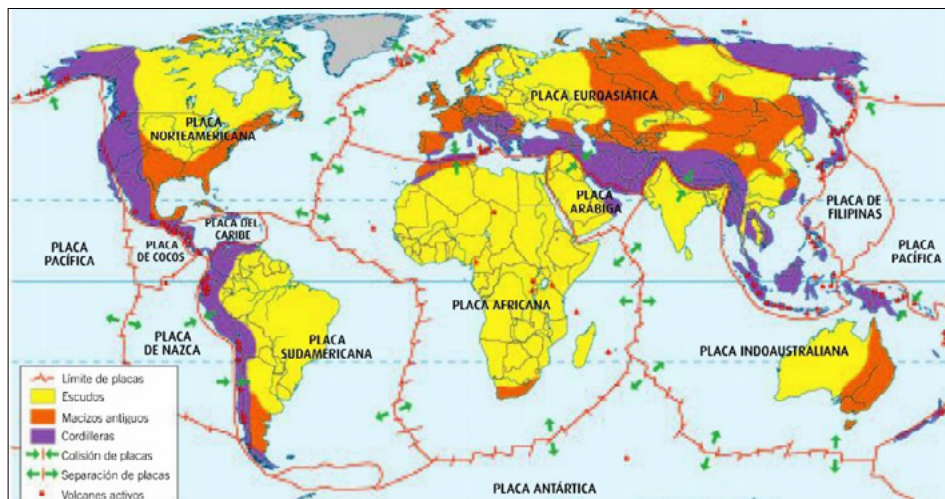 PLACA EUROASIÁTICA
PLACA
NORTEAMERICANA
PLACA
ARÁBIGA
PLACA DE
FILIPINAS
PLACA DEL
CARIBE
PLACA
PACÍFICA
PLACA
DE COCOS
PLACA
PACÍFICA
PLACA AFRICANA
PLACA
DE NAZCA
PLACA
SUDAMÉRICANA
PLACA INDOAUSTRALIANA
Límite de placas
Escudos
Macizos antiguos
Cordilleras
Colisión de placas
Separación de placas
Volcanes activos
PLACA ANTÁRTICA